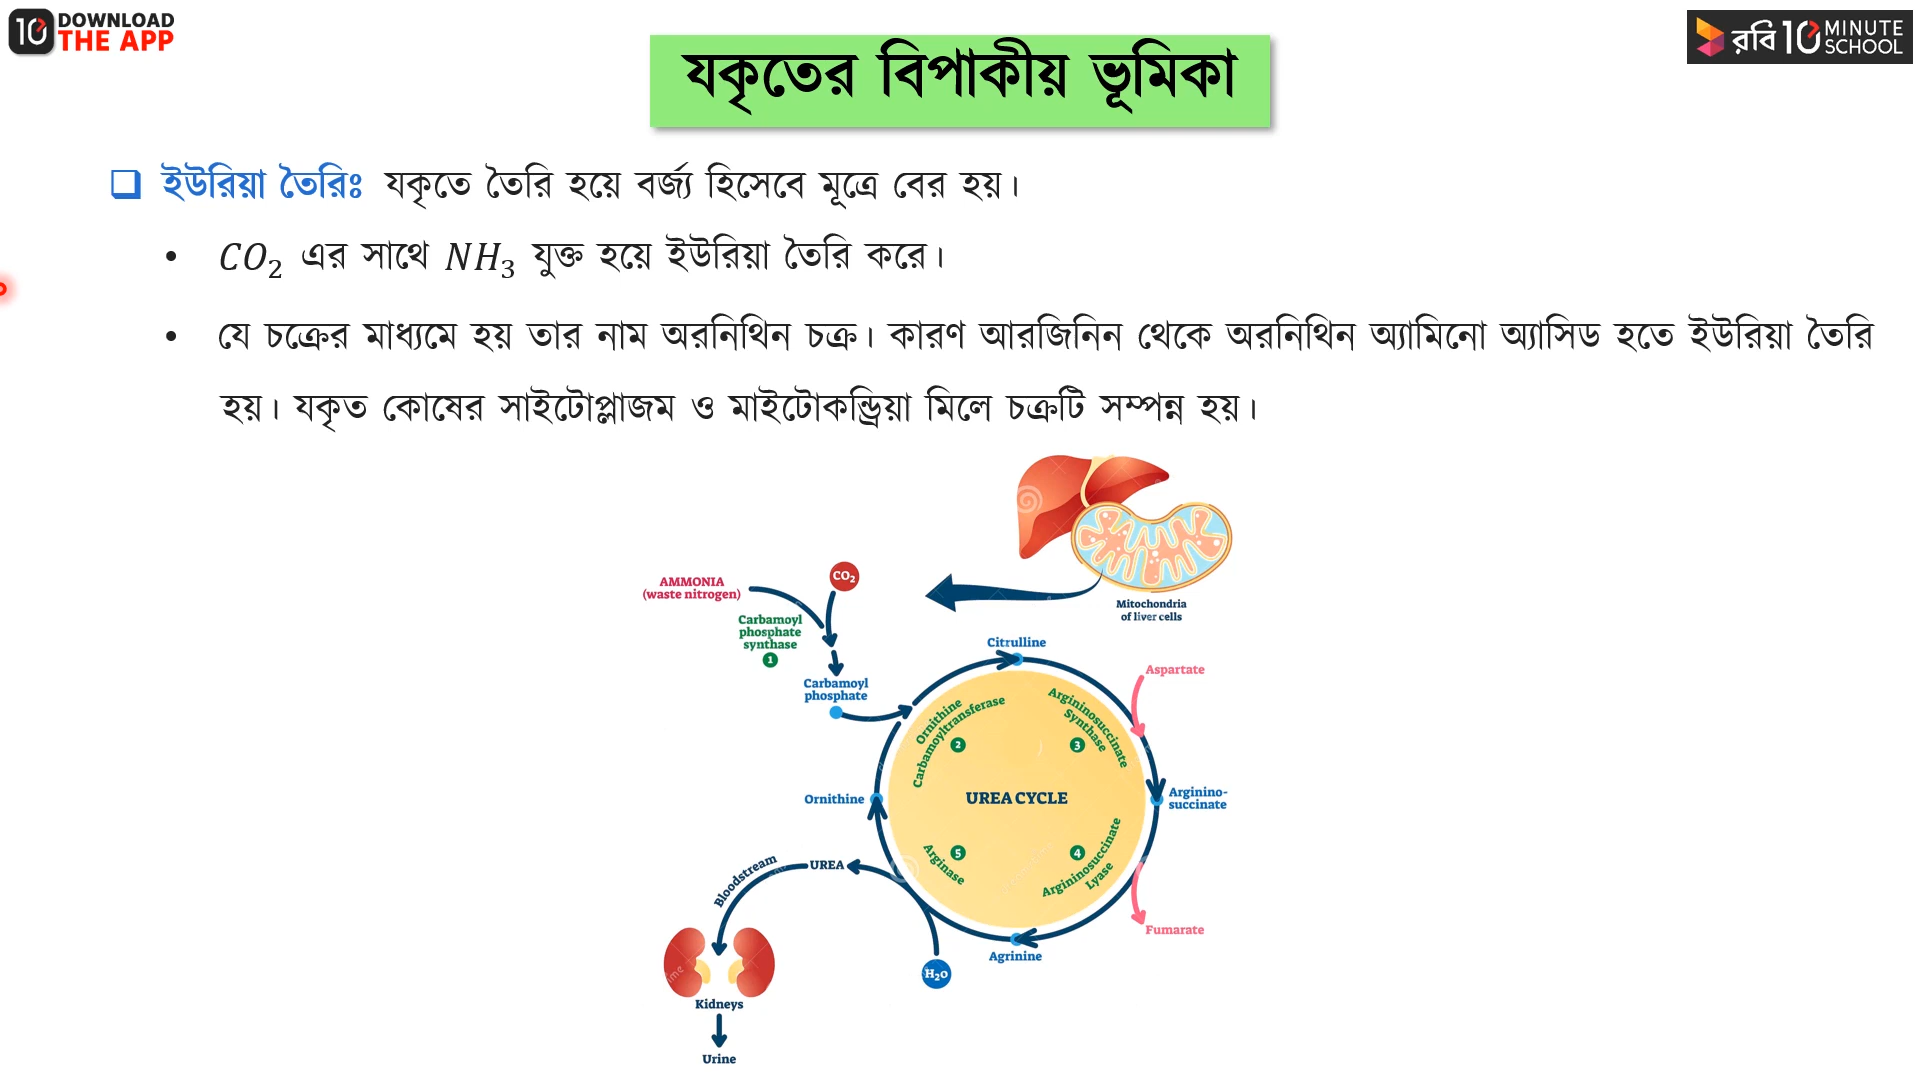 10 DOWNLOAD
THE APP
রবি 10 MINUTE
SCHOOL
যকৃতের বিপাকীয় ভূমিকা
❑ ইউরিয়া তৈরিঃ যকৃতে তৈরি হয়ে বর্জ্য হিসেবে মূত্রে বের হয়।
• CO₂ এর সাথে NH₃ যুক্ত হয়ে ইউরিয়া তৈরি করে।
• যে চক্রের মাধ্যমে হয় তার নাম অরনিথিন চক্র। কারণ আরজিনিন থেকে অরনিথিন অ্যামিনো অ্যাসিড হতে ইউরিয়া তৈরি
হয়। যকৃত কোষের সাইটোপ্লাজম ও মাইটোকন্ড্রিয়া মিলে চক্রটি সম্পন্ন হয়।
AMMONIA
(waste nitrogen)
CO₂
Mitochondria
of liver cells
Carbamoyl
phosphate
synthase
1
Carbamoyl
phosphate
Citrulline
Aspartate
Ornithine
Carbamoyltransferase
2
Argininosuccinate
Synthase
3
Ornithine
UREA CYCLE
Arginino-
succinate
5
Arginase
4
Argininosuccinate
Lyase
UREA
Bloodstream
Fumarate
Agrinine
H₂O
Kidneys
Urine